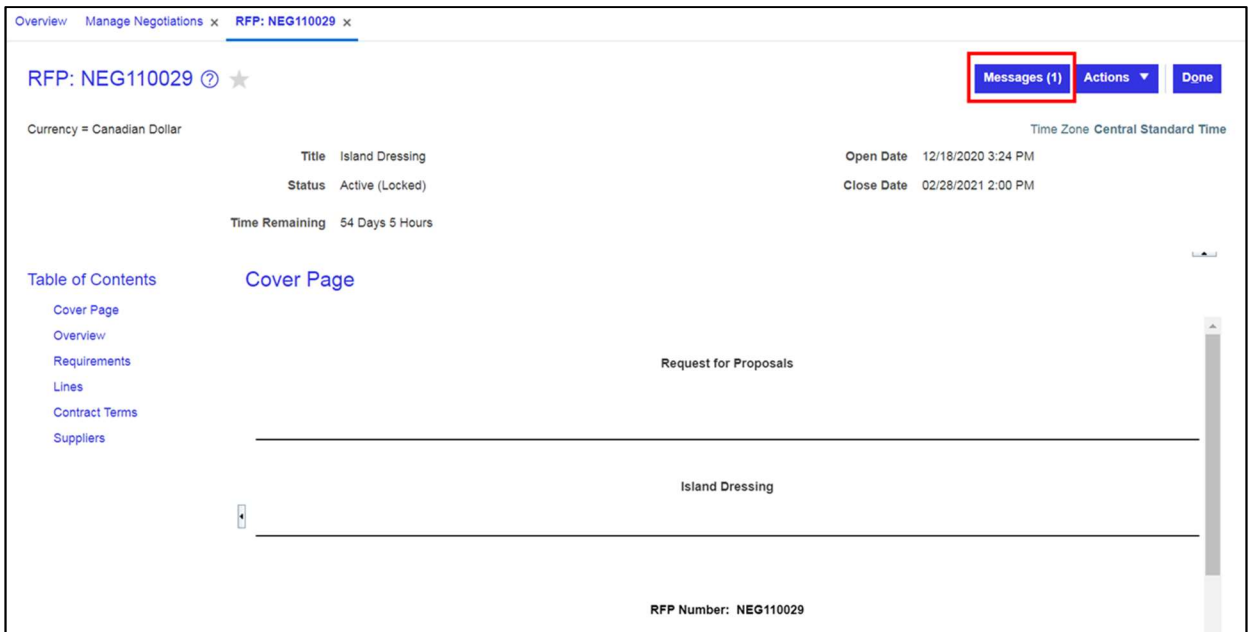 Overview Manage Negotiations x RFP: NEG110029 x
RFP: NEG110029 ?
Messages (1) Actions Done
Currency = Canadian Dollar
Time Zone Central Standard Time
Title Island Dressing
Open Date 12/18/2020 3:24 PM
Status Active (Locked)
Close Date 02/28/2021 2:00 PM
Time Remaining 54 Days 5 Hours
Table of Contents
Cover Page
Overview
Requirements
Lines
Contract Terms
Suppliers
Cover Page
Request for Proposals
Island Dressing
RFP Number: NEG110029